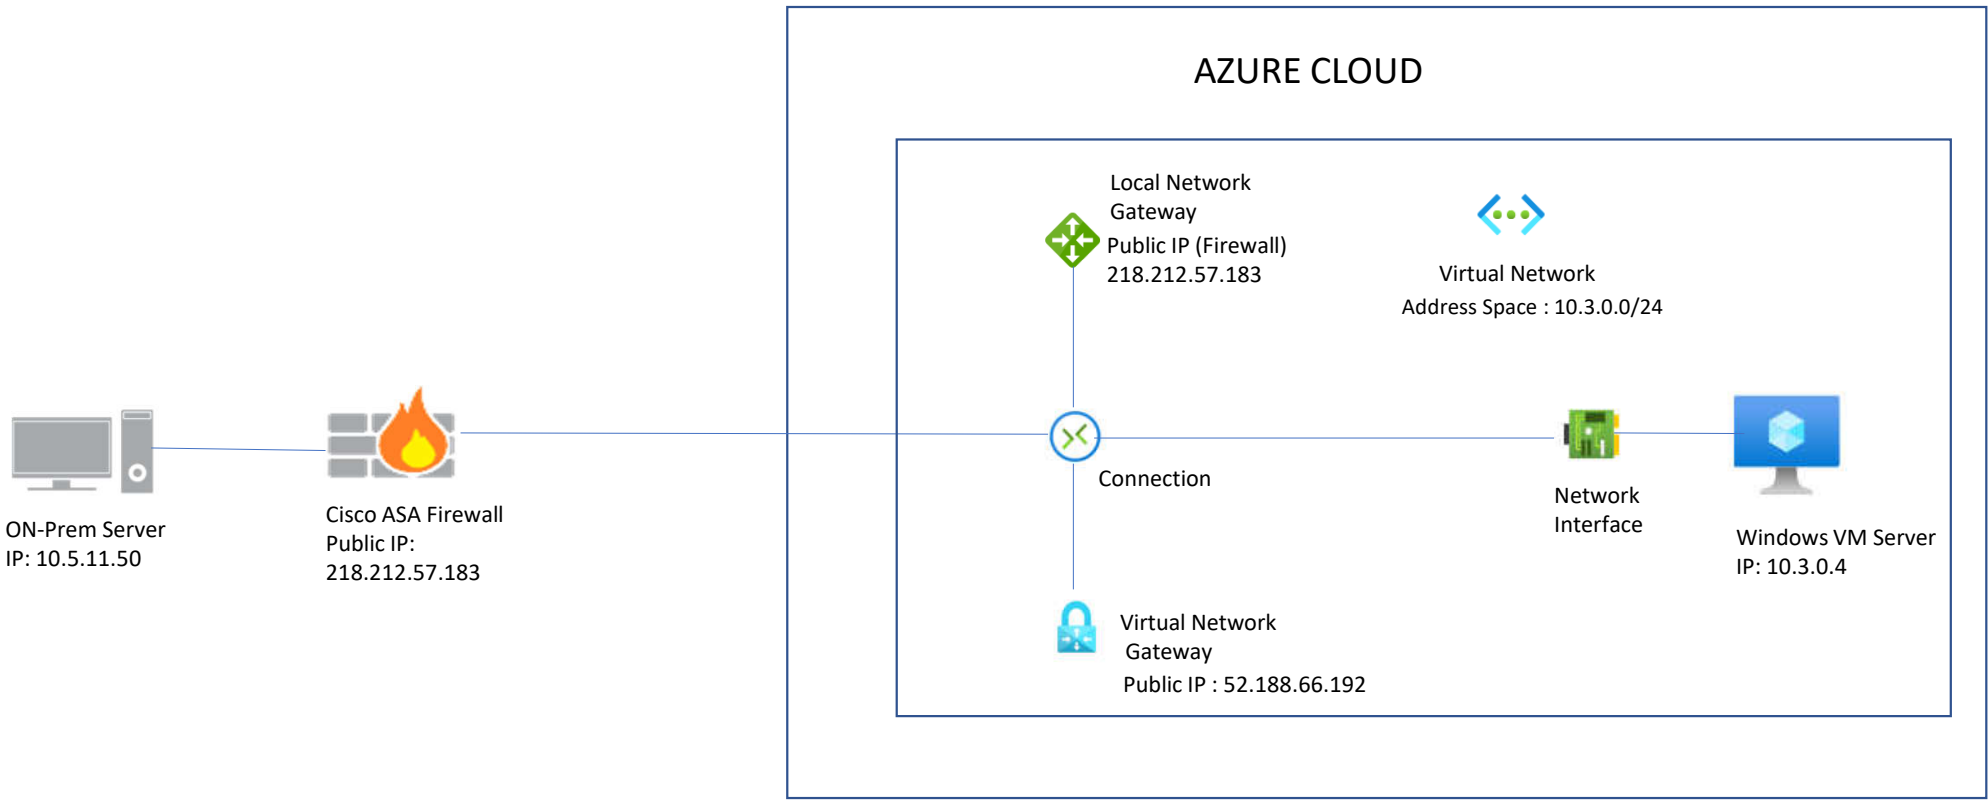 AZURE CLOUD
Local Network
Gateway
Public IP (Firewall)
218.212.57.183
Virtual Network
Address Space : 10.3.0.0/24
Connection
Network
Interface
Windows VM Server
IP: 10.3.0.4
ON-Prem Server
IP: 10.5.11.50
Cisco ASA Firewall
Public IP:
218.212.57.183
Virtual Network
Gateway
Public IP : 52.188.66.192